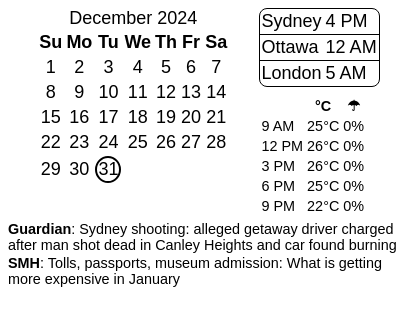 December 2024
Su Mo Tu We Th Fr Sa
1 2 3 4 5 6 7
8 9 10 11 12 13 14
15 16 17 18 19 20 21
22 23 24 25 26 27 28
29 30 31
Sydney 4 PM
Ottawa 12 AM
London 5 AM
°C ☂
9 AM 25°C 0%
12 PM 26°C 0%
3 PM 26°C 0%
6 PM 25°C 0%
9 PM 22°C 0%
Guardian: Sydney shooting: alleged getaway driver charged
after man shot dead in Canley Heights and car found burning
SMH: Tolls, passports, museum admission: What is getting
more expensive in January